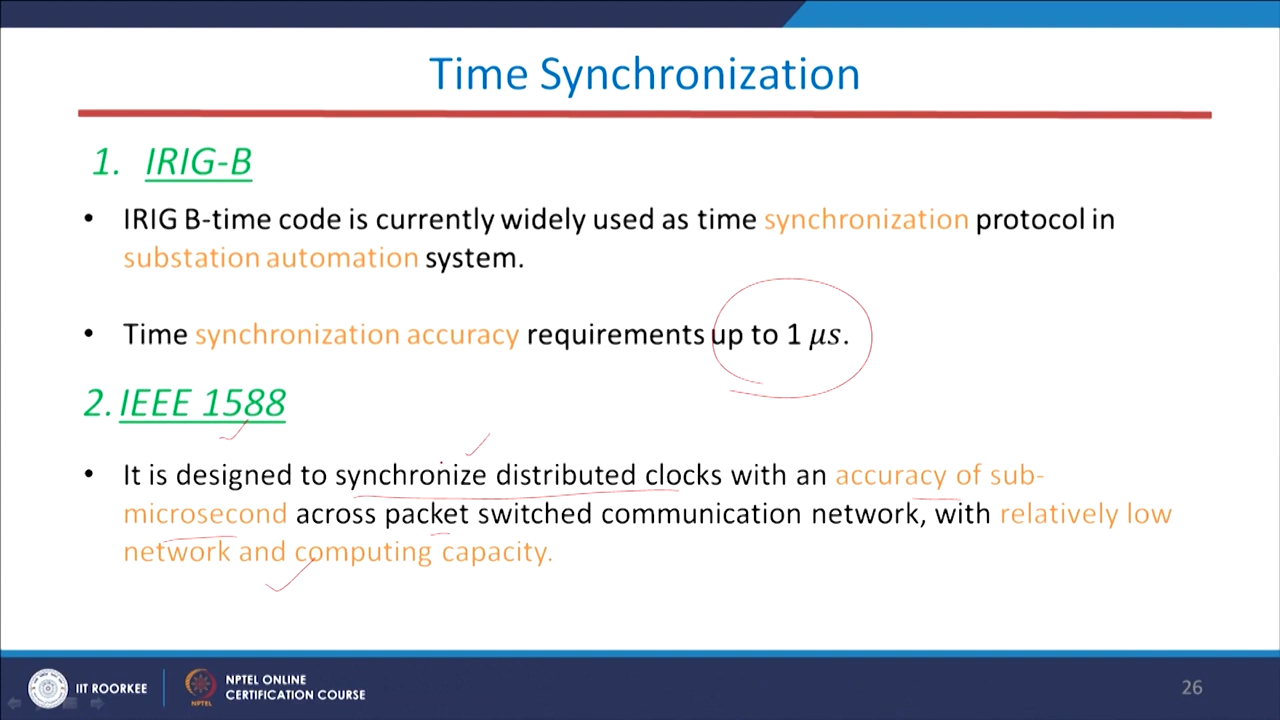 Time Synchronization
1. IRIG-B
• IRIG B-time code is currently widely used as time synchronization protocol in
substation automation system.
• Time synchronization accuracy requirements up to 1 μs.
2. IEEE 1588
• It is designed to synchronize distributed clocks with an accuracy of sub-
microsecond across packet switched communication network, with relatively low
network and computing capacity.
IIT ROORKEE
NPTEL ONLINE
CERTIFICATION COURSE
NPTEL
26